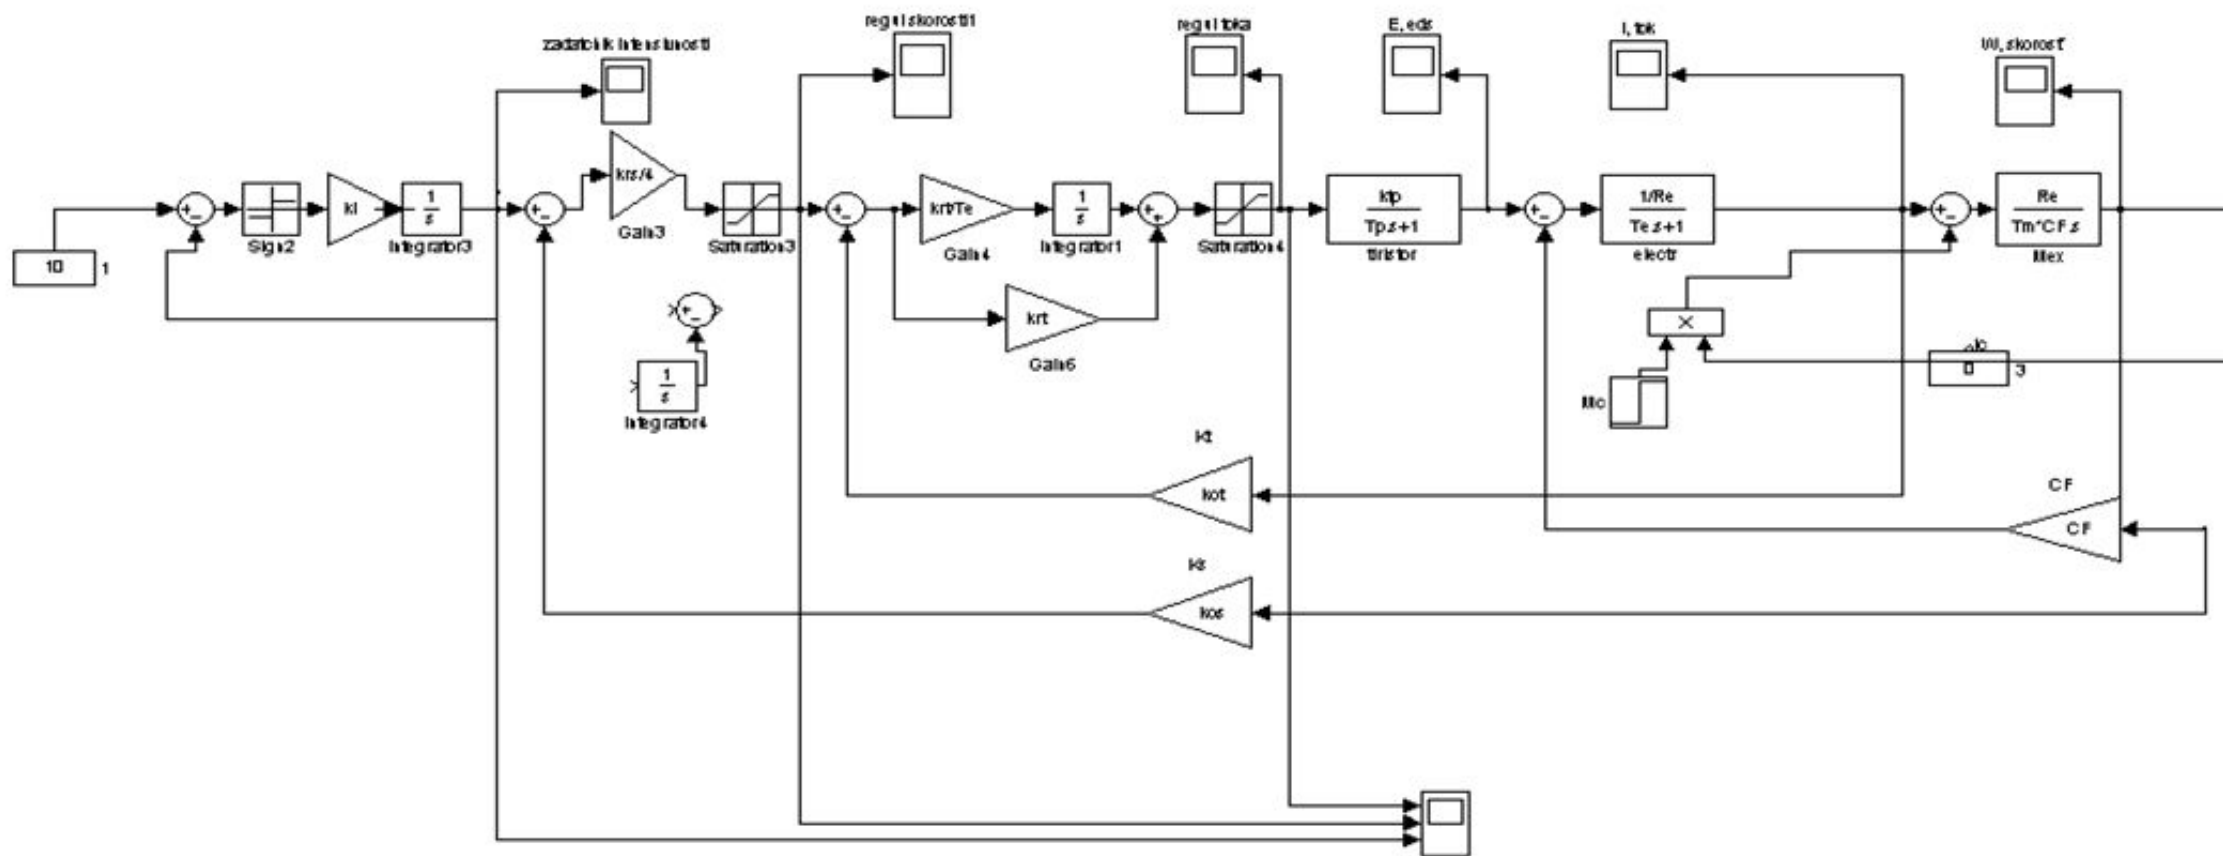 regul skorosti1
regul toka
E, eds
I, tok
W, skorost'
zadatchik intensivnosti
krs/4
Gain3
+
-
Sign2
ki
1
s
Integrator3
+
-
Saturation3
+
-
krt/Te
Gain4
1
s
Integrator1
+
+
Saturation4
ktp
Tp.s+1
tiristor
+
-
1/Re
Te.s+1
electr
+
-
Re
Tm*CF.s
Mex
10
1
+
-
krt
Gain6
×
Ic
0
3
1
s
Integrator4
Mc
Kt
kot
CF
CF
Ks
kos